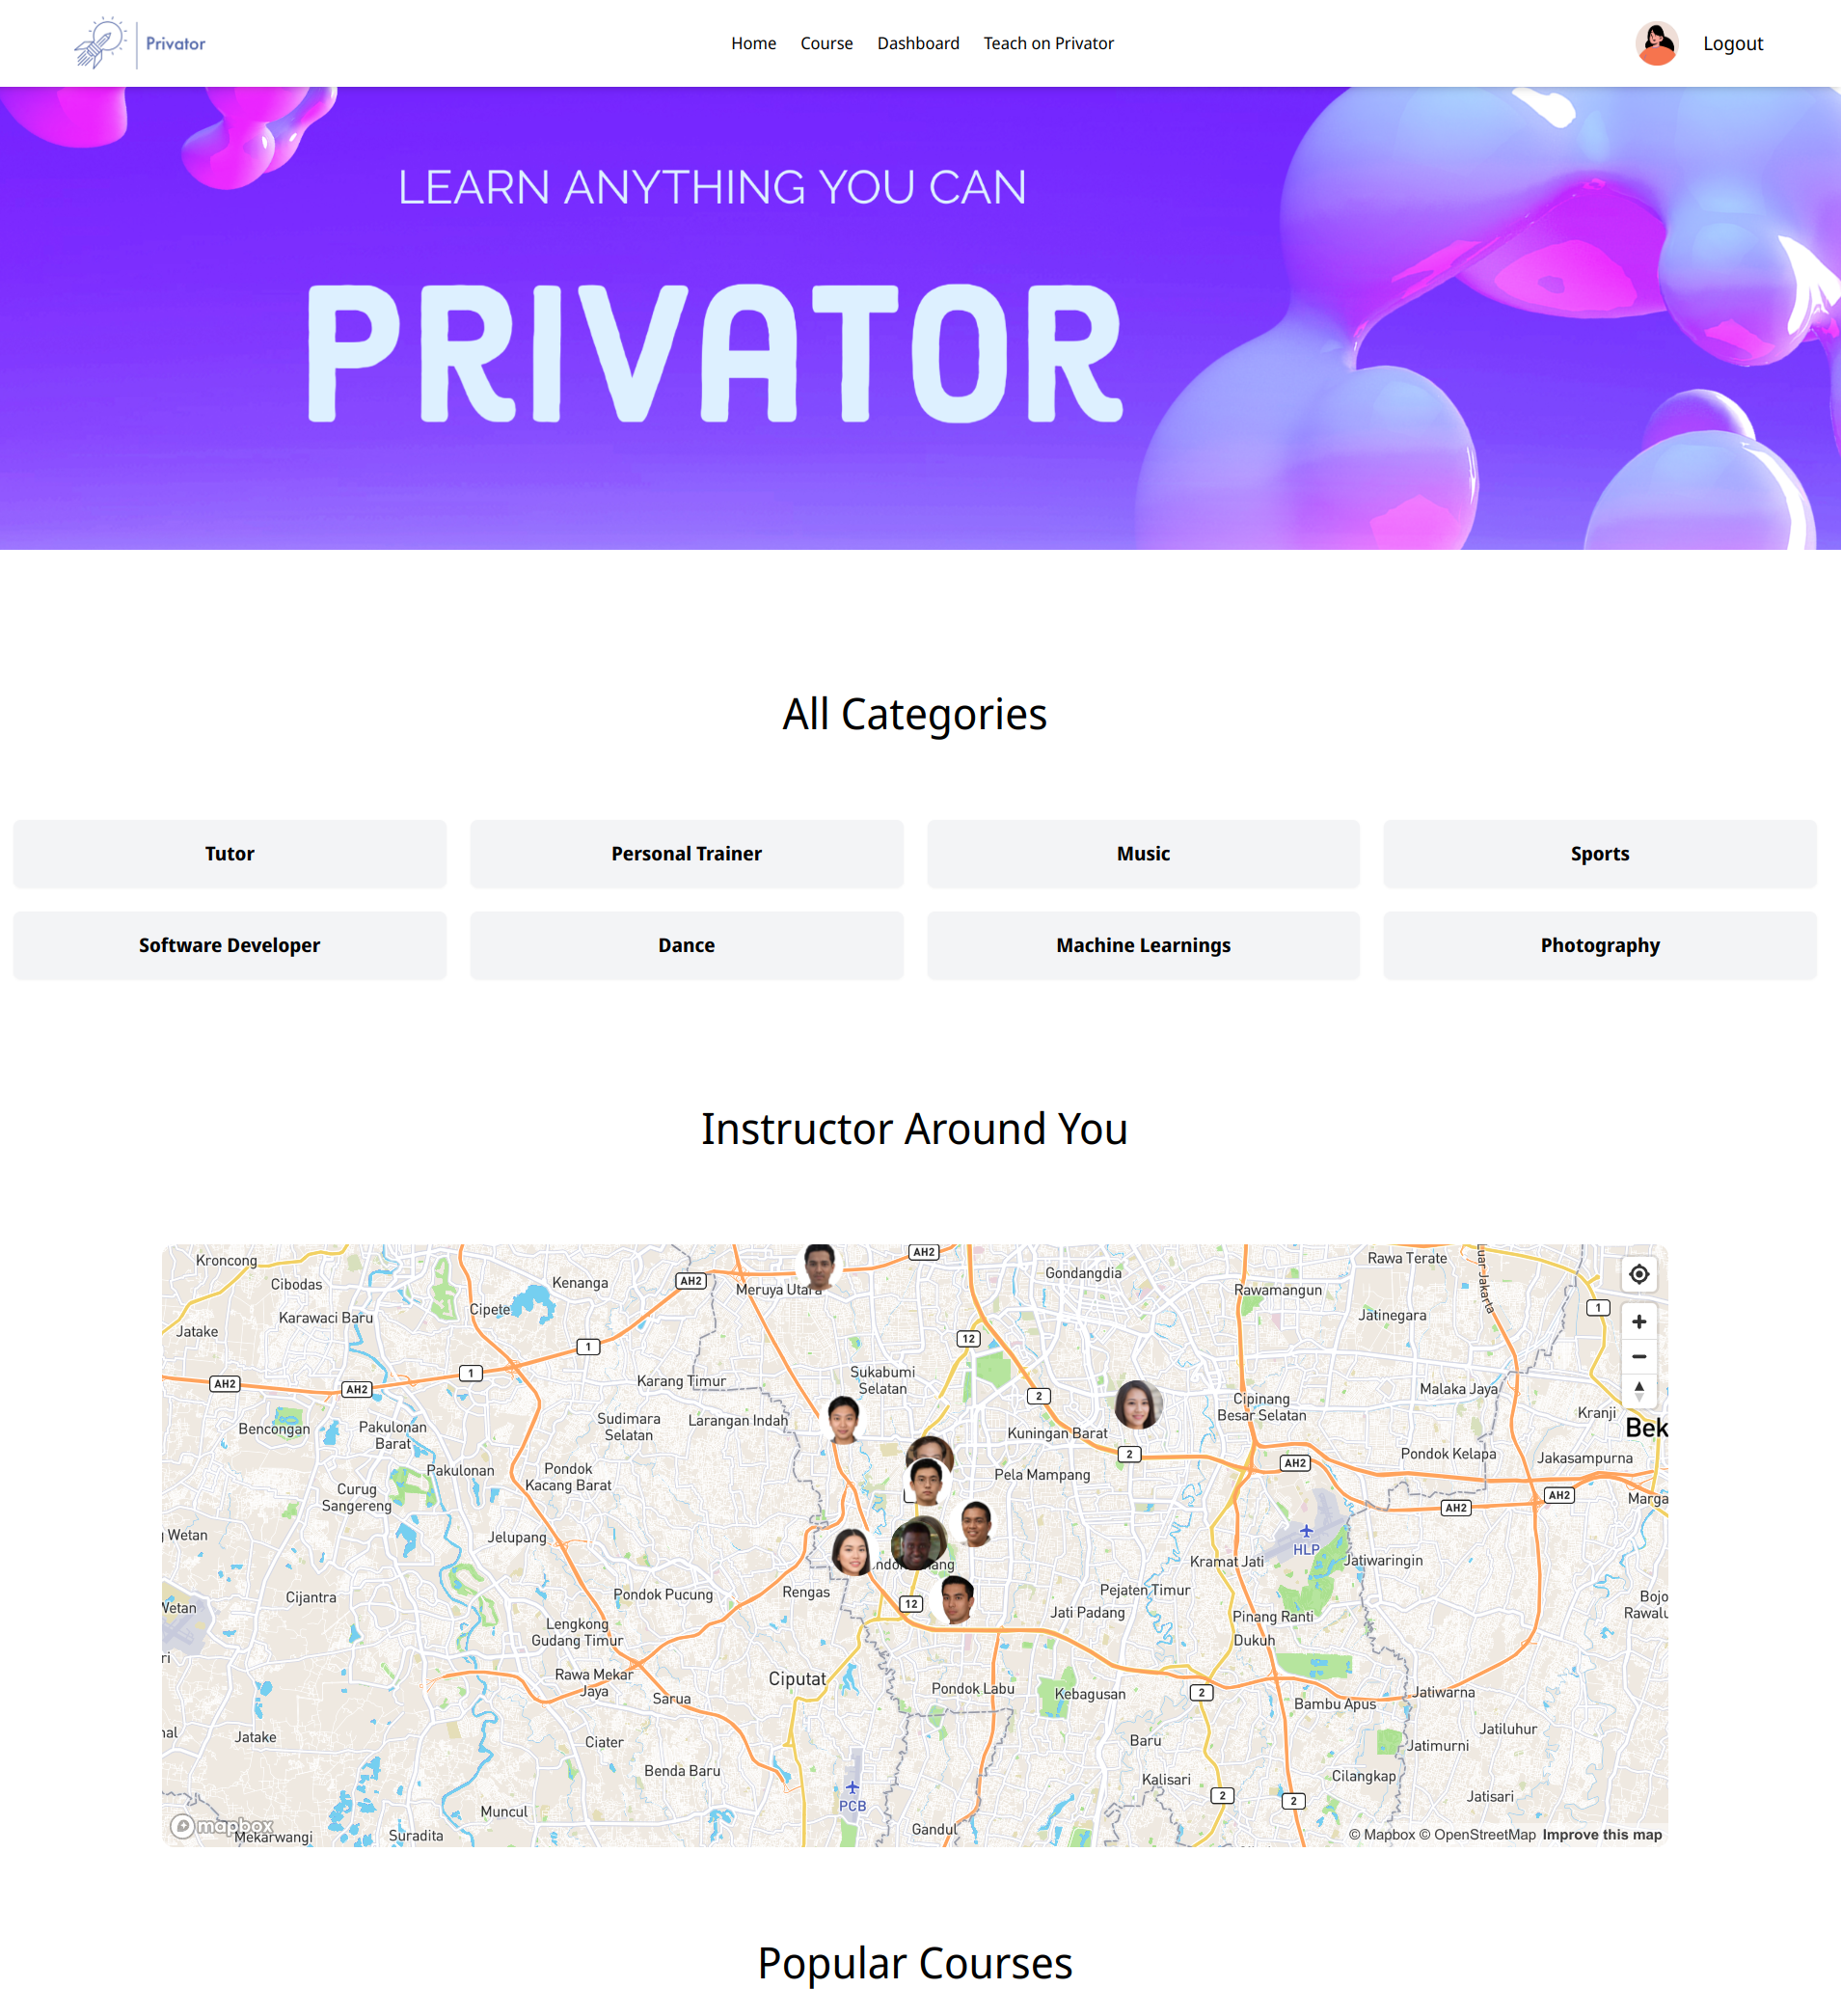 Privator
Home Course Dashboard Teach on Privator
Logout
LEARN ANYTHING YOU CAN
PRIVATOR
All Categories
Tutor Personal Trainer Music Sports
Software Developer Dance Machine Learnings Photography
Instructor Around You
Kroncong
Cibodas
Karawaci Baru
Jatake
Kenanga
Cipete
AH2
Meruya Utara
AH2
Gondangdia
Rawamangun
Rawa Terate
Jatinegara
uar Jakarta
1
1
1
12
AH2
AH2
Karang Timur
Sukabumi
Selatan
2
Cipinang
Besar Selatan
Malaka Jaya
Kranji
Bek
Bencongan
Pakulonan
Barat
Sudimara
Selatan
Larangan Indah
Kuningan Barat
2
Pondok Kelapa
Jakasampurna
Pakulonan
Pondok
Kacang Barat
Pela Mampang
AH2
AH2
AH2
Marga
Curug
Sangereng
Wetan
Jelupang
HLP
Jatiwaringin
Kramat Jati
Cijantra
Pondok Pucung
Rengas
12
Pejaten Timur
Jati Padang
Pinang Ranti
Dukuh
Bojo
Rawalu
Wetan
Lengkong
Gudang Timur
ri
Rawa Mekar
Jaya
Sarua
Ciputat
Pondok Labu
Kebagusan
2
Bambu Apus
Jatiwarna
nal
Jatake
Ciater
Benda Baru
Baru
Jatiluhur
Jatimurni
Kalisari
Cilangkap
Jatisari
PCB
2
2
Muncul
Gandul
mapbox
Mekarwangi
Suradita
© Mapbox © OpenStreetMap Improve this map
Popular Courses